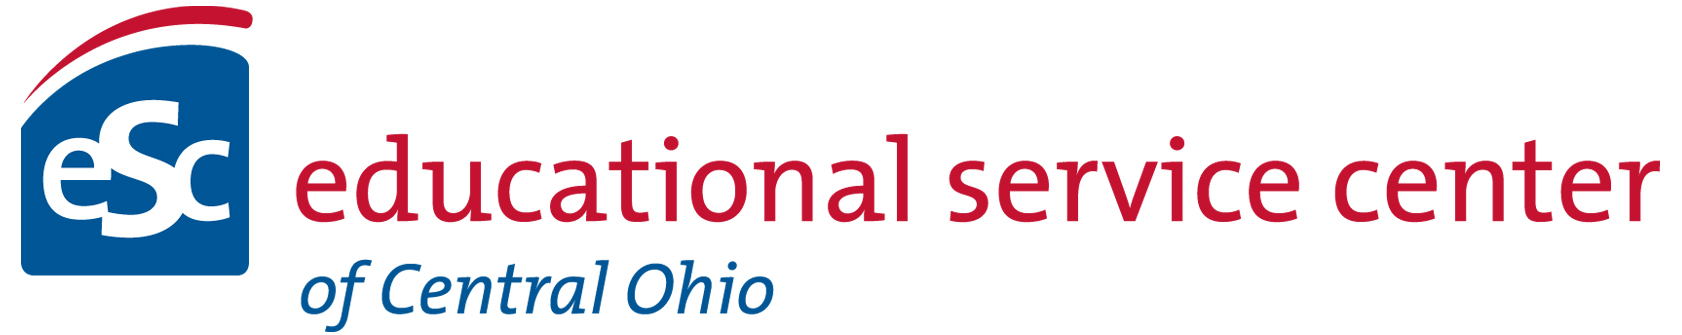 eSc
educational service center
of Central Ohio